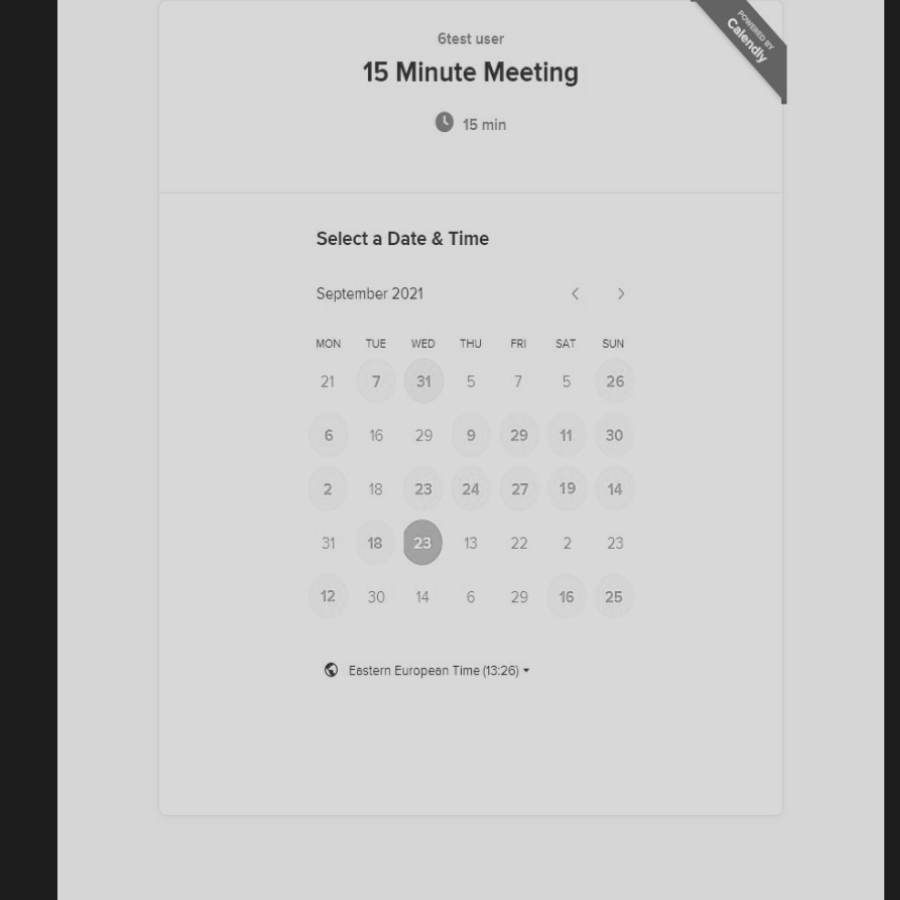 6test user
POWERED BY
Calendly
15 Minute Meeting
15 min
Select a Date & Time
September 2021
MON TUE WED THU FRI SAT SUN
21 7 31 5 7 5 26
6 16 29 9 29 11 30
2 18 23 24 27 19 14
31 18 23 13 22 2 23
12 30 14 6 29 16 25
Eastern European Time (13:26)